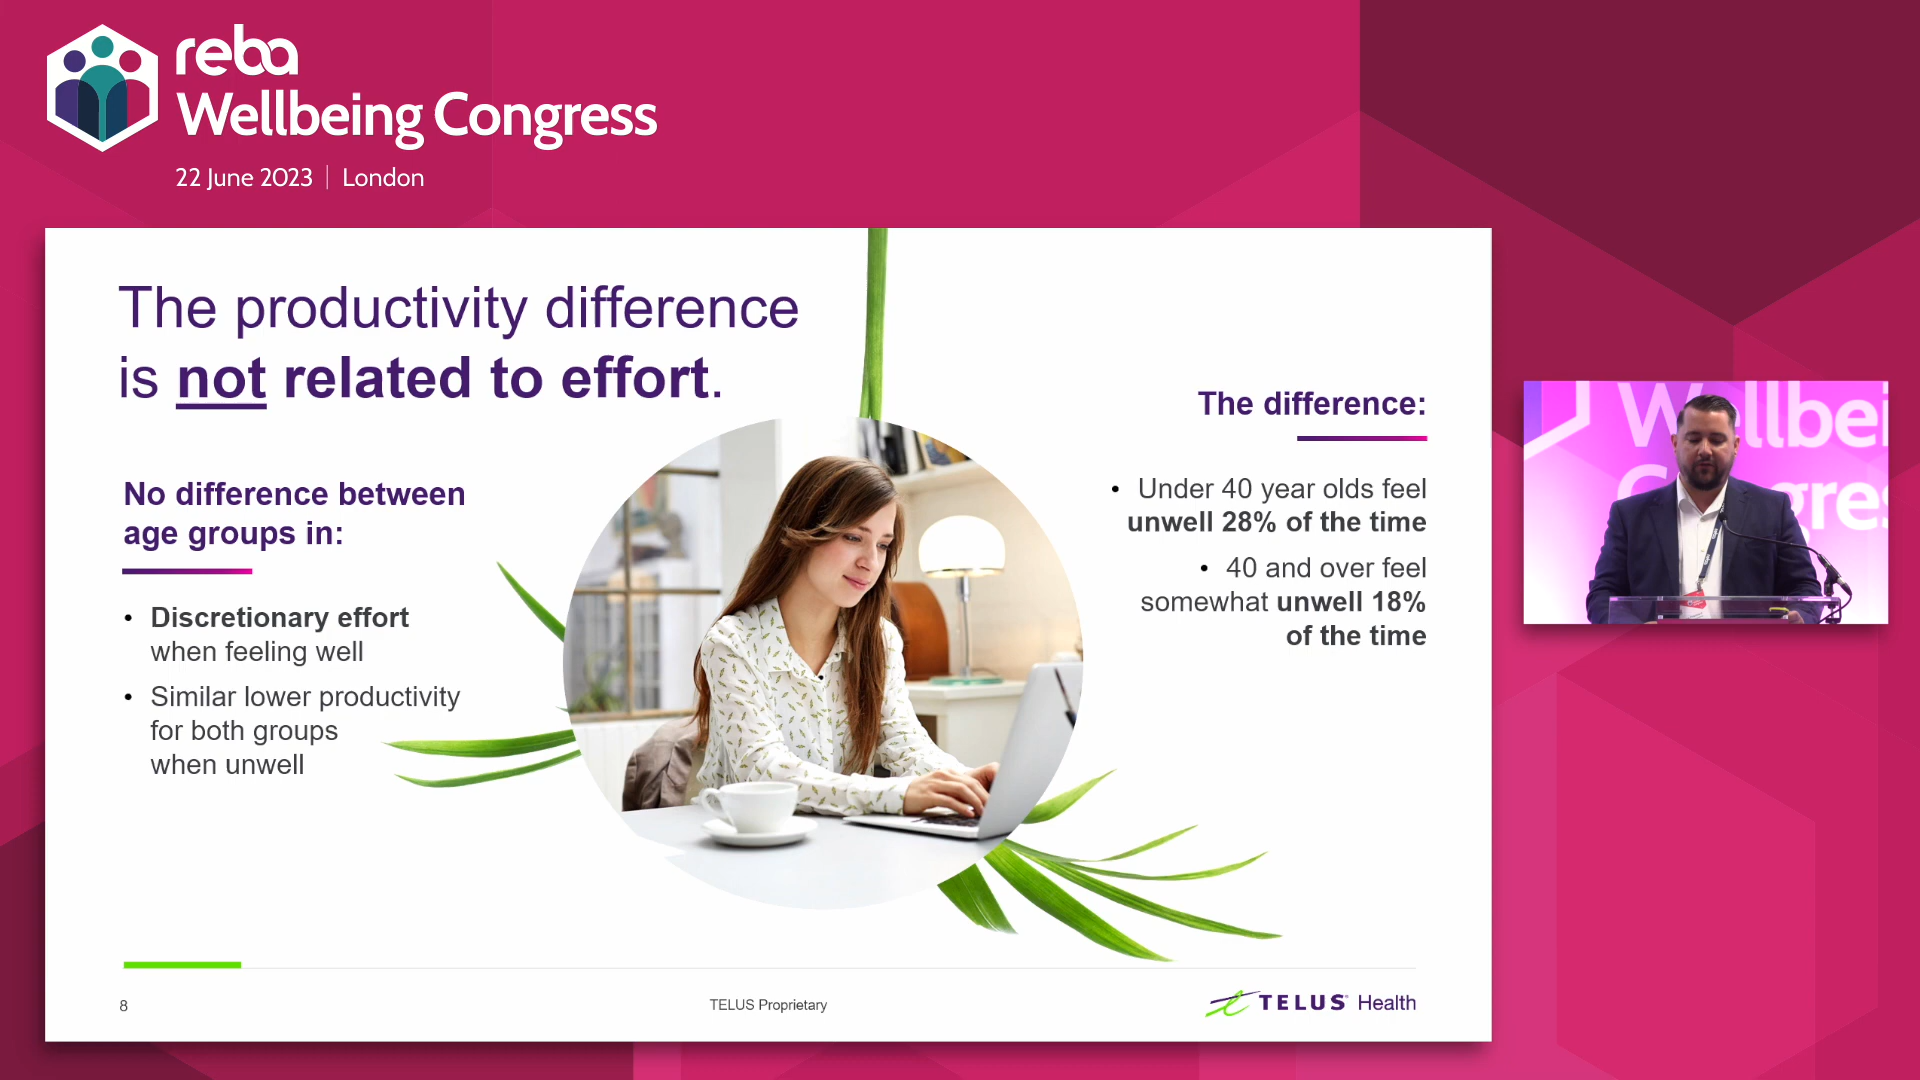 reba
Wellbeing Congress
22 June 2023 | London
The productivity difference
is not related to effort.
No difference between
age groups in:
• Discretionary effort
when feeling well
• Similar lower productivity
for both groups
when unwell
The difference:
• Under 40 year olds feel
unwell 28% of the time
• 40 and over feel
somewhat unwell 18%
of the time
8
TELUS Proprietary
TELUS® Health
Wellbei
Congres